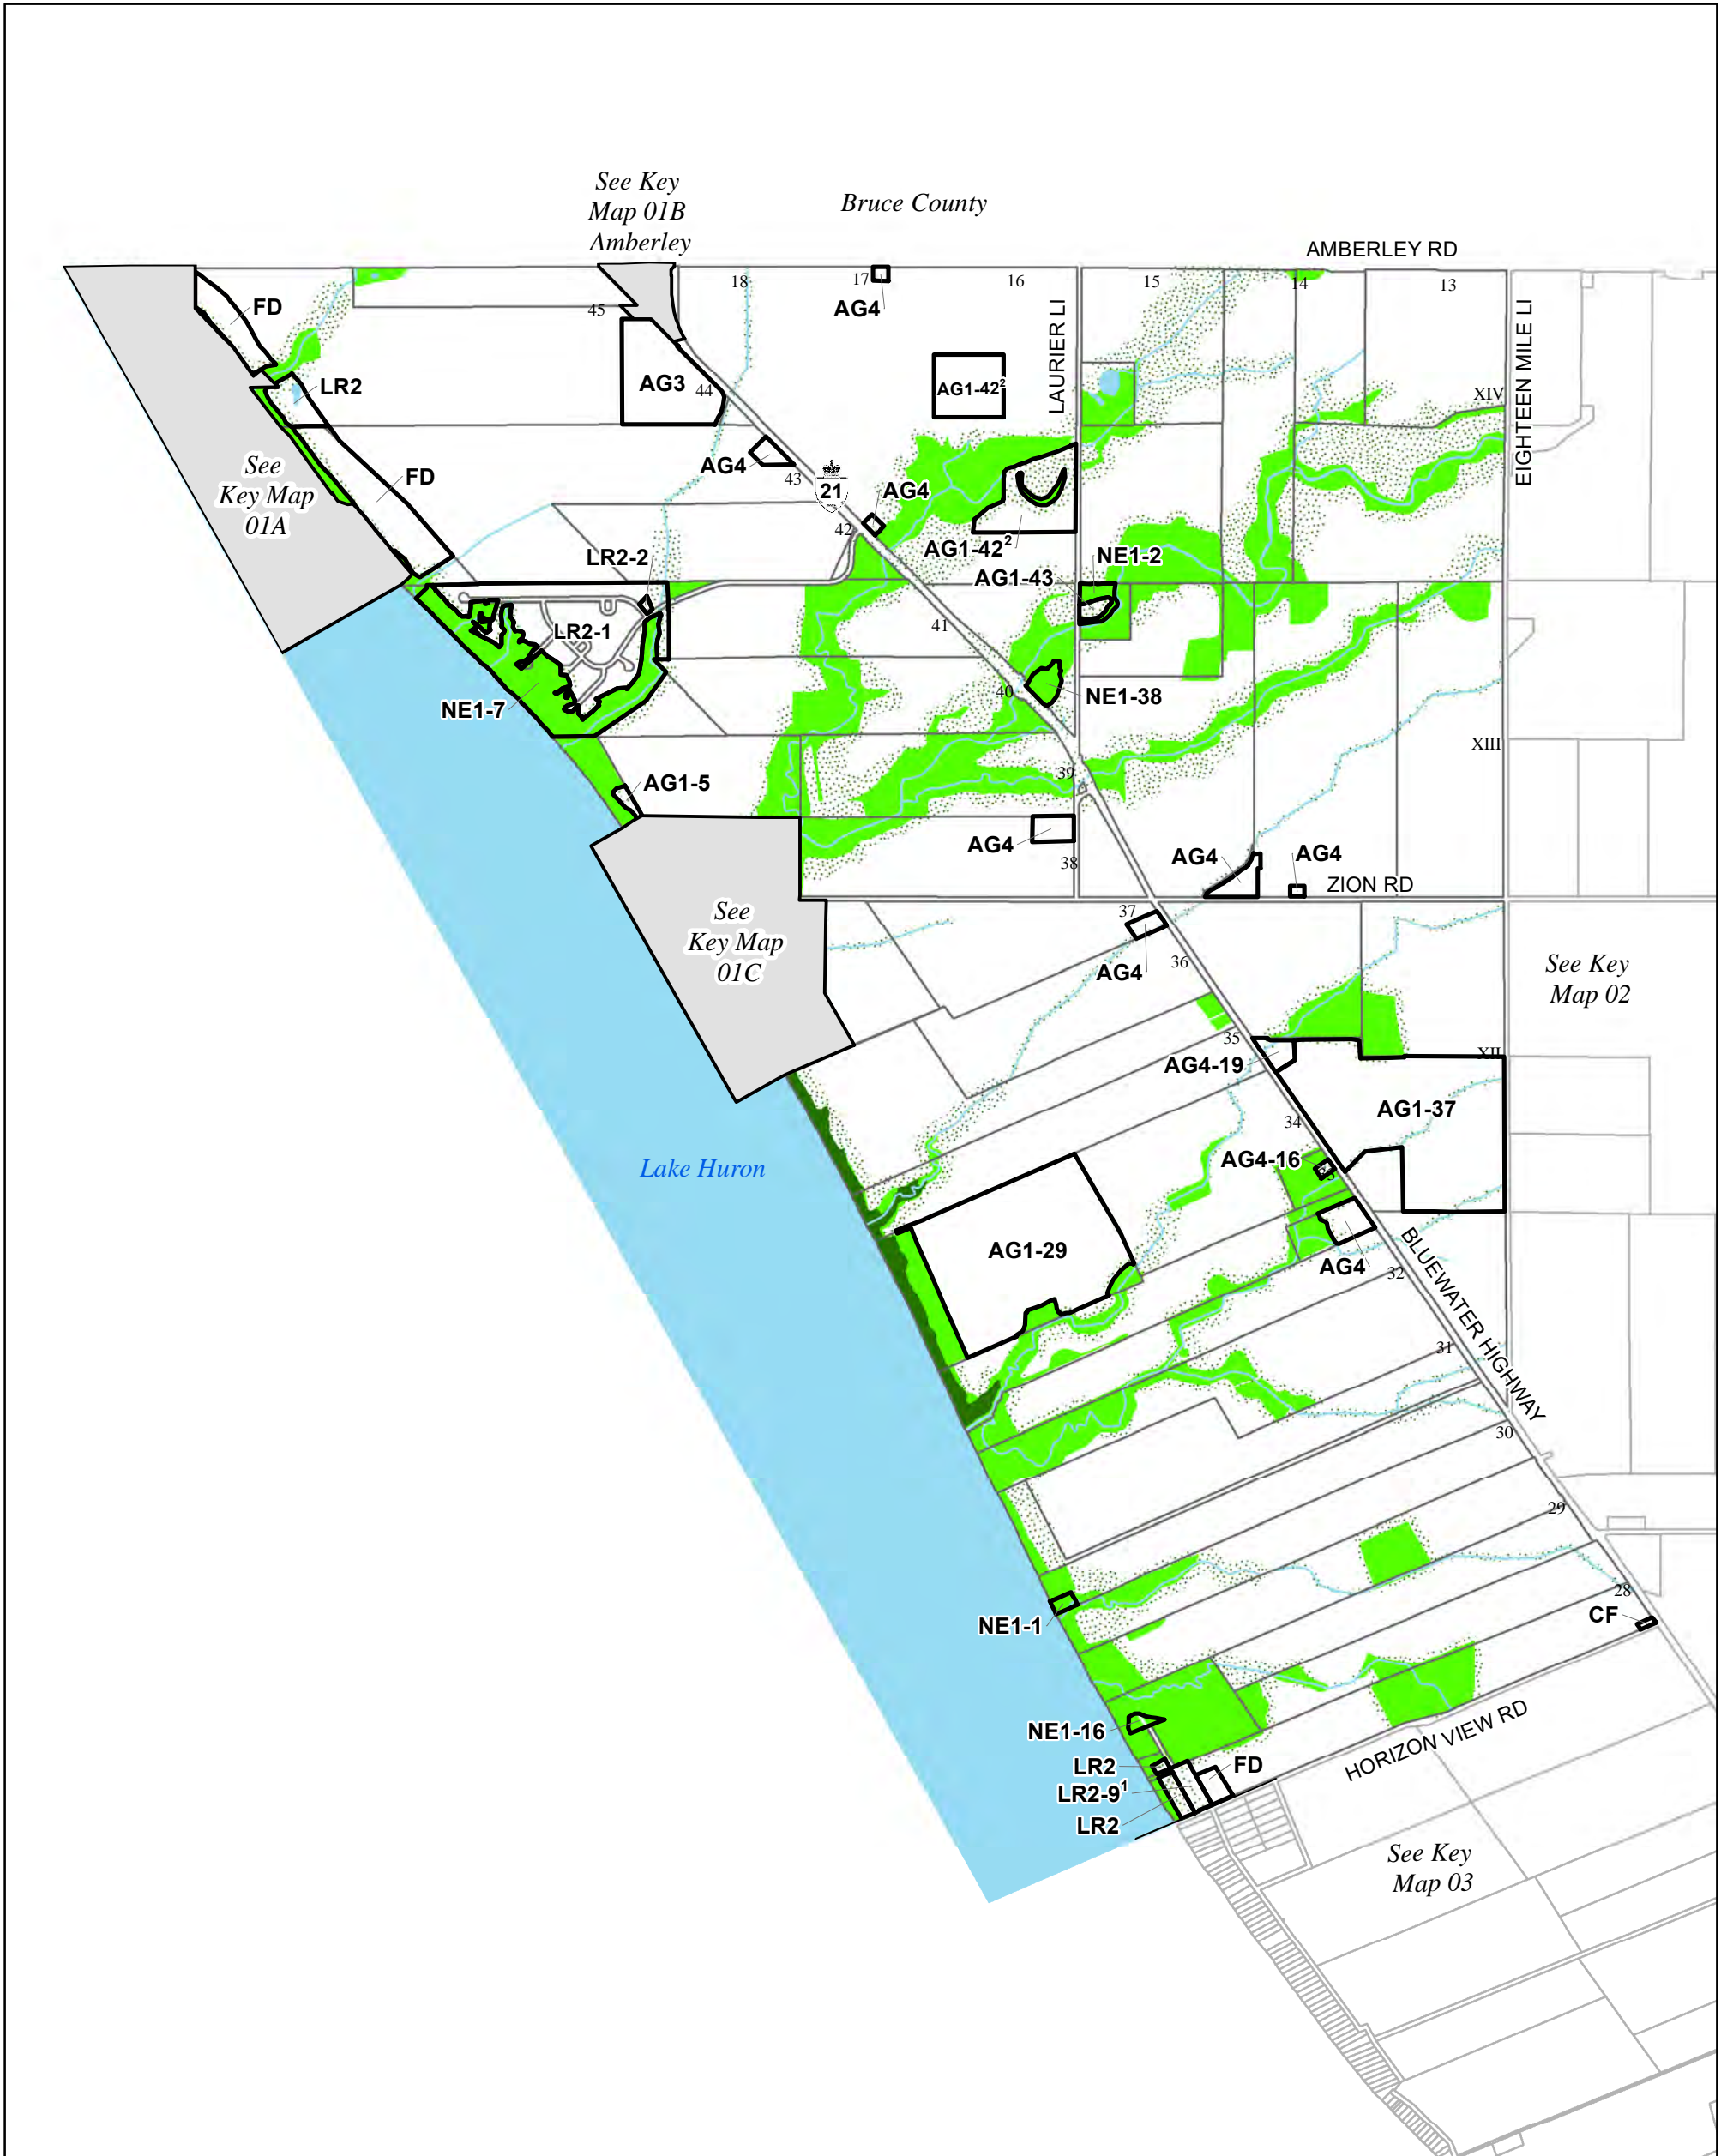 See Key
Map 01B
Amberley
Bruce County
AMBERLEY RD
18
17
16
15
14
13
AG4
FD
45
LAURIER LI
EIGHTEEN MILE LI
LR2
AG3
44
AG1-42²
XIV
See
Key Map
01A
FD
AG4
43
21
AG4
42
AG1-42²
LR2-2
NE1-2
AG1-43
LR2-1
41
NE1-7
40
NE1-38
XIII
39
AG1-5
AG4
38
AG4
AG4
ZION RD
See
Key Map
01C
37
AG4
36
See Key
Map 02
35
XII
AG4-19
AG1-37
34
Lake Huron
AG4-16
33
AG1-29
AG4
32
BLUEWATER HIGHWAY
31
30
29
28
CF
NE1-1
NE1-16
HORIZON VIEW RD
LR2
FD
LR2-9¹
LR2
See Key
Map 03